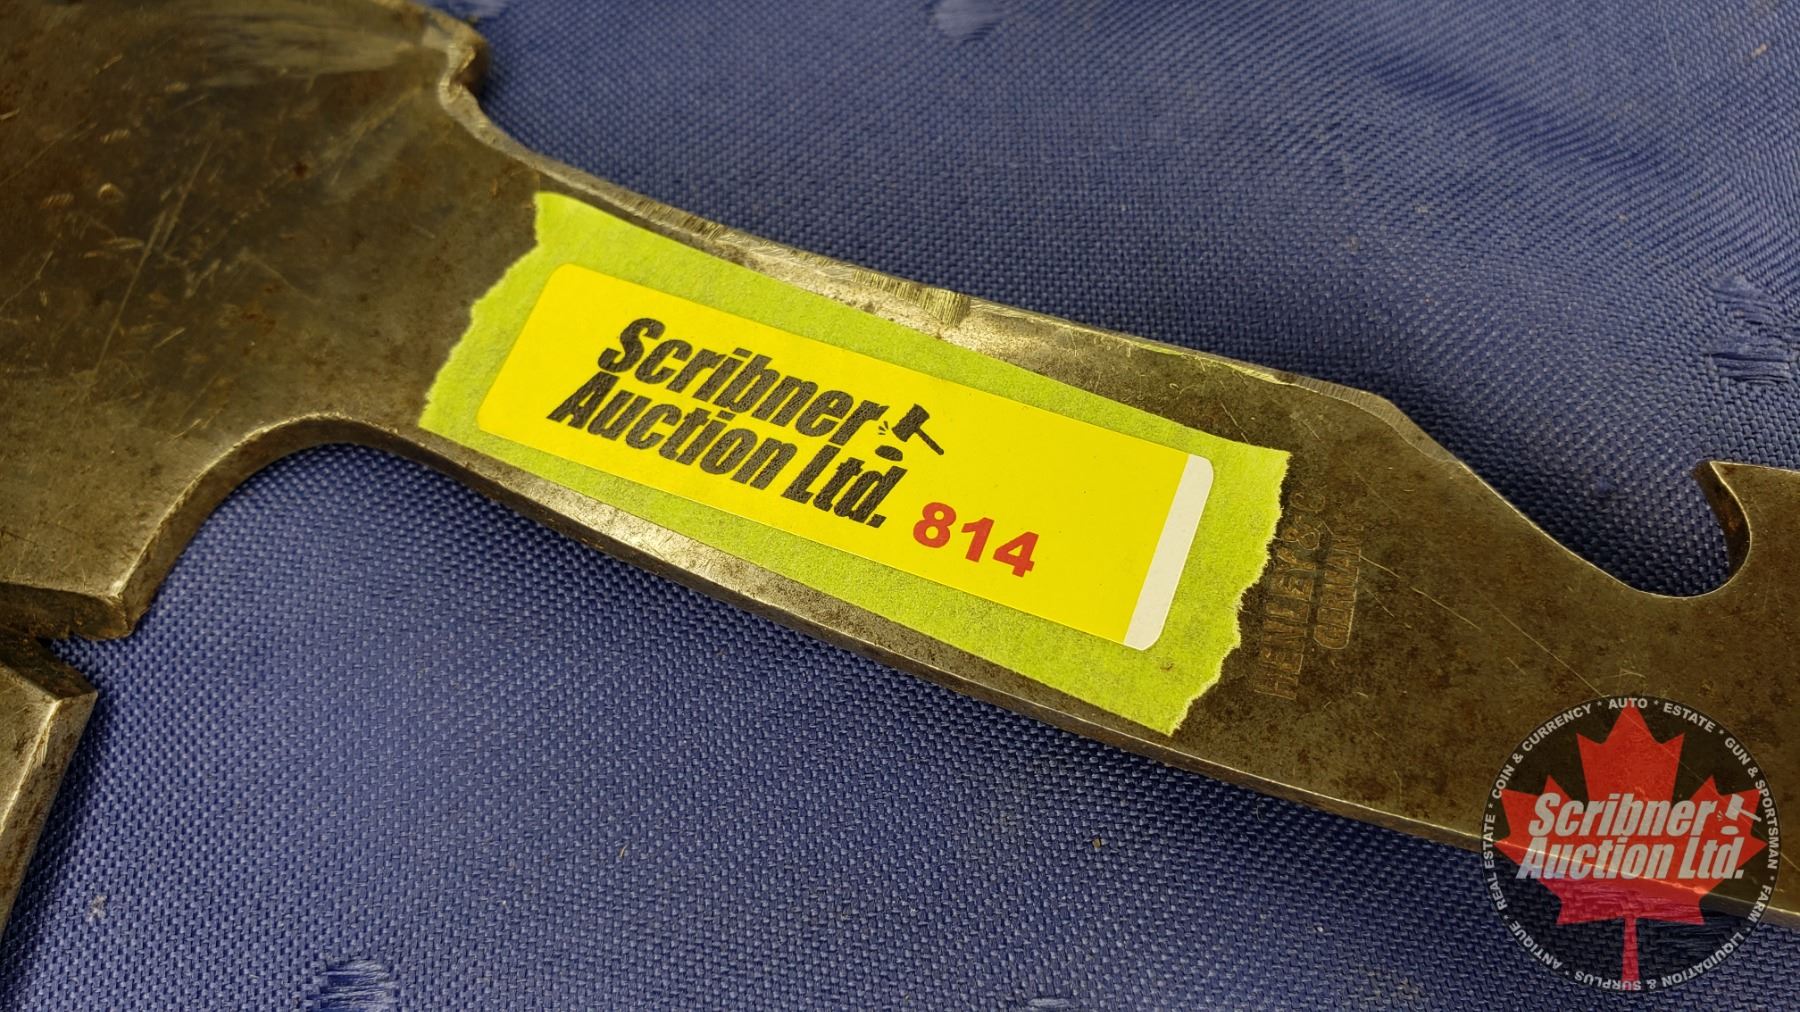 Scribner
Auction Ltd.
814
HENLEY & Co
GERMANY
COIN & CURRENCY * AUTO * ESTATE * GUN & SPORTSMAN * FARM * LIQUIDATION & SURPLUS * ANTIQUE * REAL ESTATE *
Scribner
Auction Ltd.